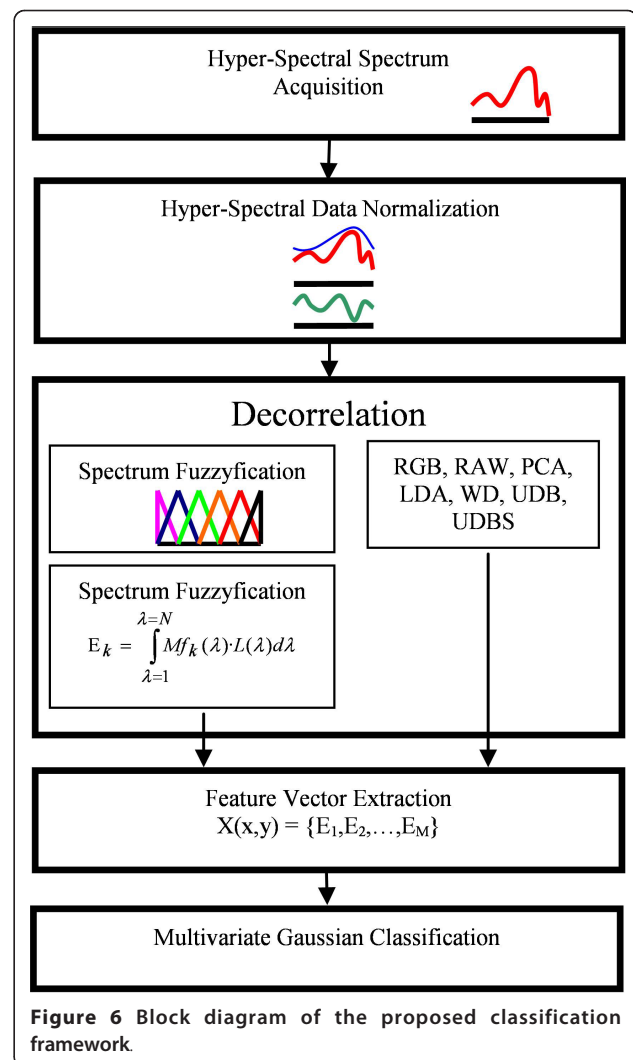 Hyper-Spectral Spectrum
Acquisition
Hyper-Spectral Data Normalization
Decorrelation
Spectrum Fuzzyfication
RGB, RAW, PCA,
LDA, WD, UDB,
UDBS
Spectrum Fuzzyfication
λ=N
E_k = ∫ Mf_k(λ)·L(λ)dλ
λ=1
Feature Vector Extraction
X(x,y) = {E₁,E₂,…,E_M}
Multivariate Gaussian Classification
Figure 6 Block diagram of the proposed classification
framework.